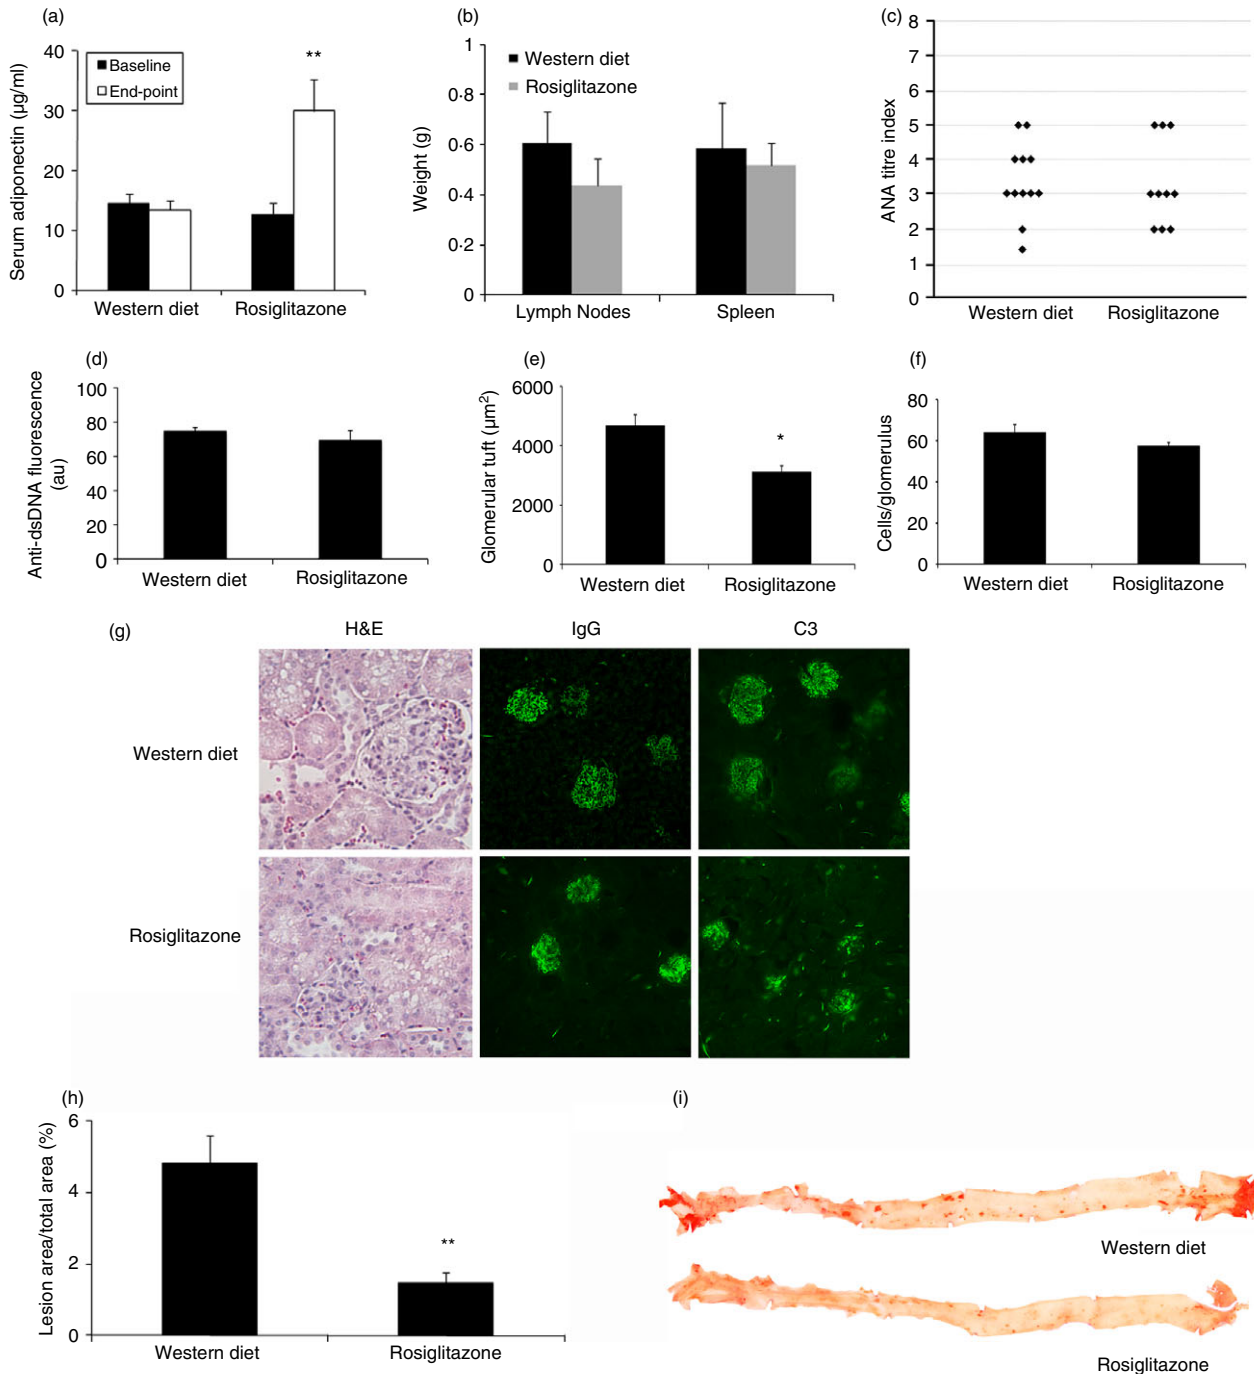 (a)
Serum adiponectin (µg/ml)
40
30
20
10
0
Baseline
End-point
**
Western diet
Rosiglitazone
(b)
Weight (g)
1
0·8
0·6
0·4
0·2
0
Western diet
Rosiglitazone
Lymph Nodes
Spleen
(c)
ANA titre index
8
7
6
5
4
3
2
1
0
Western diet
Rosiglitazone
(d)
Anti-dsDNA fluorescence
(au)
100
80
60
40
20
0
Western diet
Rosiglitazone
(e)
Glomerular tuft (µm²)
6000
4000
2000
0
*
Western diet
Rosiglitazone
(f)
Cells/glomerulus
80
60
40
20
0
Western diet
Rosiglitazone
(g)
H&E
IgG
C3
Western diet
Rosiglitazone
(h)
Lesion area/total area (%)
6
4
2
0
**
Western diet
Rosiglitazone
(i)
Western diet
Rosiglitazone